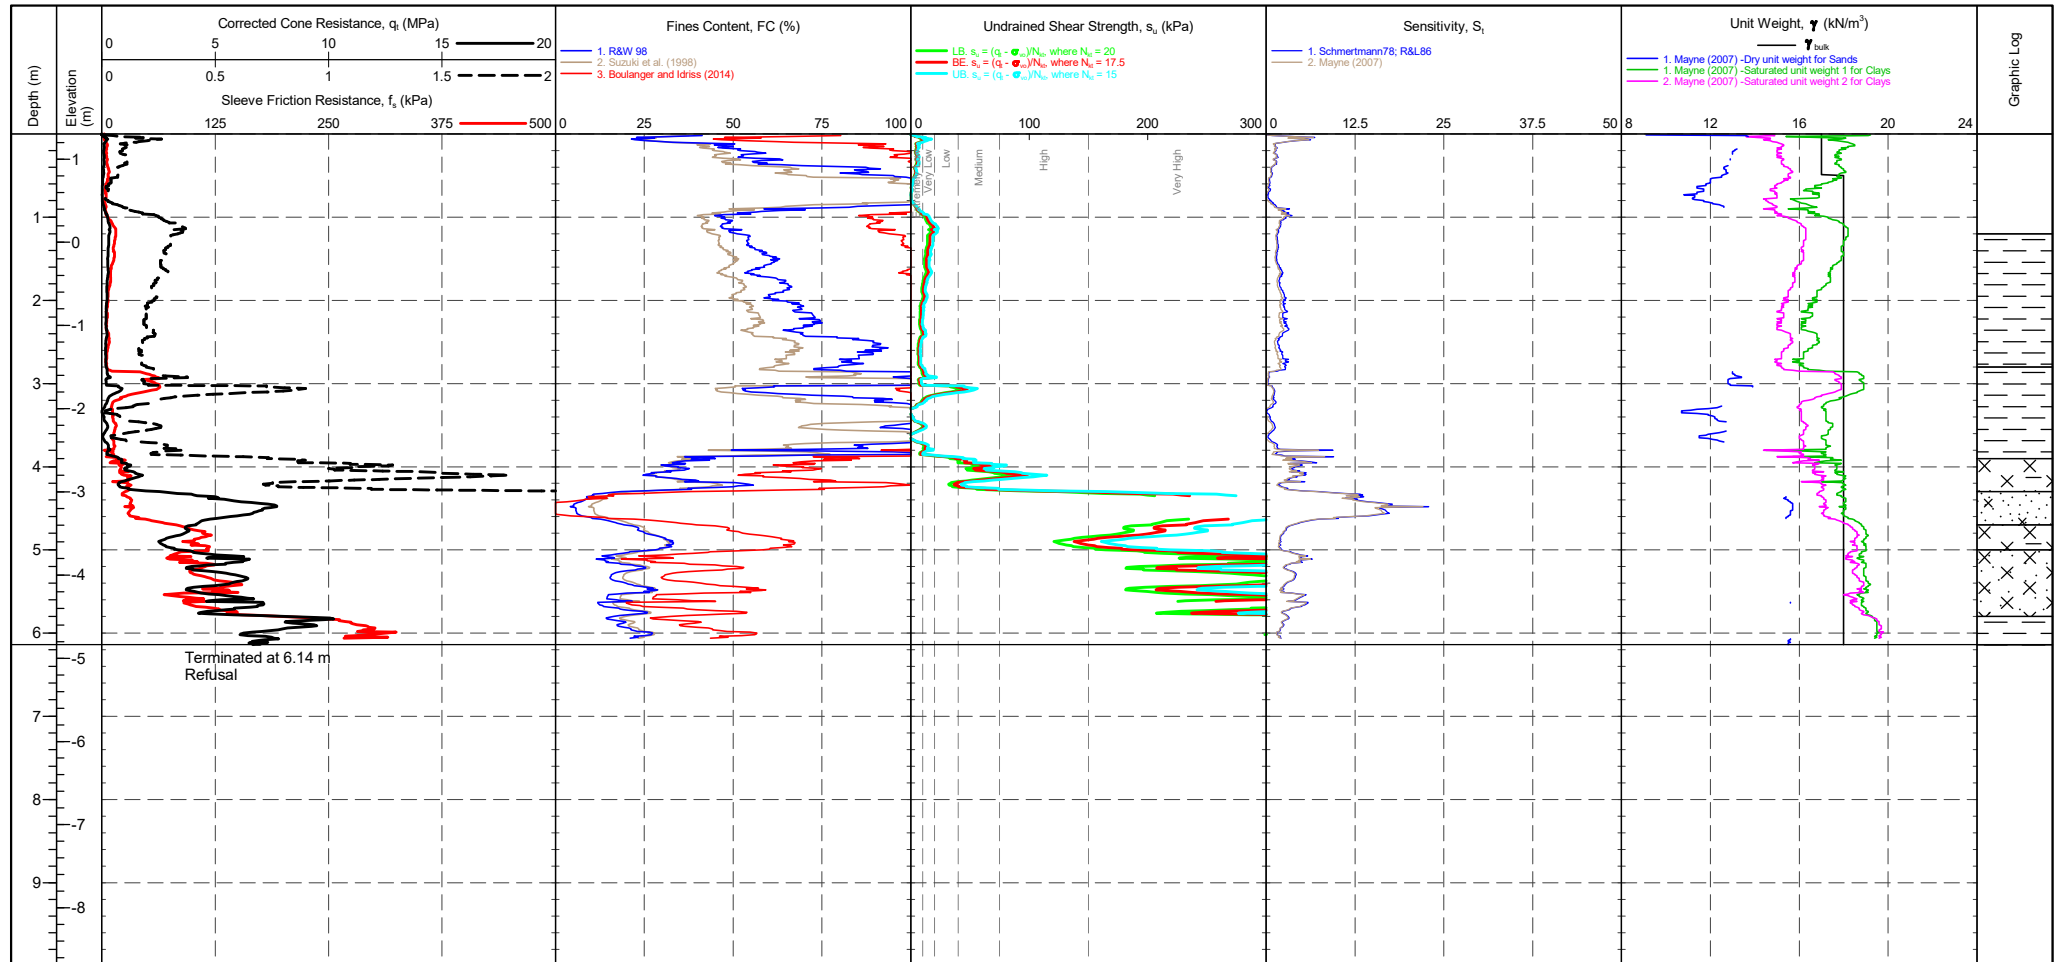 Corrected Cone Resistance, qt (MPa)
0 5 10 15 20
0 0.5 1 1.5 2
Sleeve Friction Resistance, fs (kPa)
0 125 250 375 500
Depth (m)
Elevation (m)
Fines Content, FC (%)
1. R&W 98
2. Suzuki et al. (1998)
3. Boulanger and Idriss (2014)
0 25 50 75 100
Undrained Shear Strength, su (kPa)
LB. su = (qt - σvo)/Nkt, where Nkt = 20
BE. su = (qt - σvo)/Nkt, where Nkt = 17.5
UB. su = (qt - σvo)/Nkt, where Nkt = 15
0 100 200 300
Very Low
Low
Medium
High
Very High
Sensitivity, St
1. Schmertmann78; R&L86
2. Mayne (2007)
0 12.5 25 37.5 50
Unit Weight, γ (kN/m³)
γbulk
1. Mayne (2007) -Dry unit weight for Sands
1. Mayne (2007) -Saturated unit weight 1 for Clays
2. Mayne (2007) -Saturated unit weight 2 for Clays
8 12 16 20 24
Graphic Log
1
1
0
2
-1
3
-2
4
-3
5
-4
6
-5
Terminated at 6.14 m
Refusal
7
-6
8
-7
9
-8